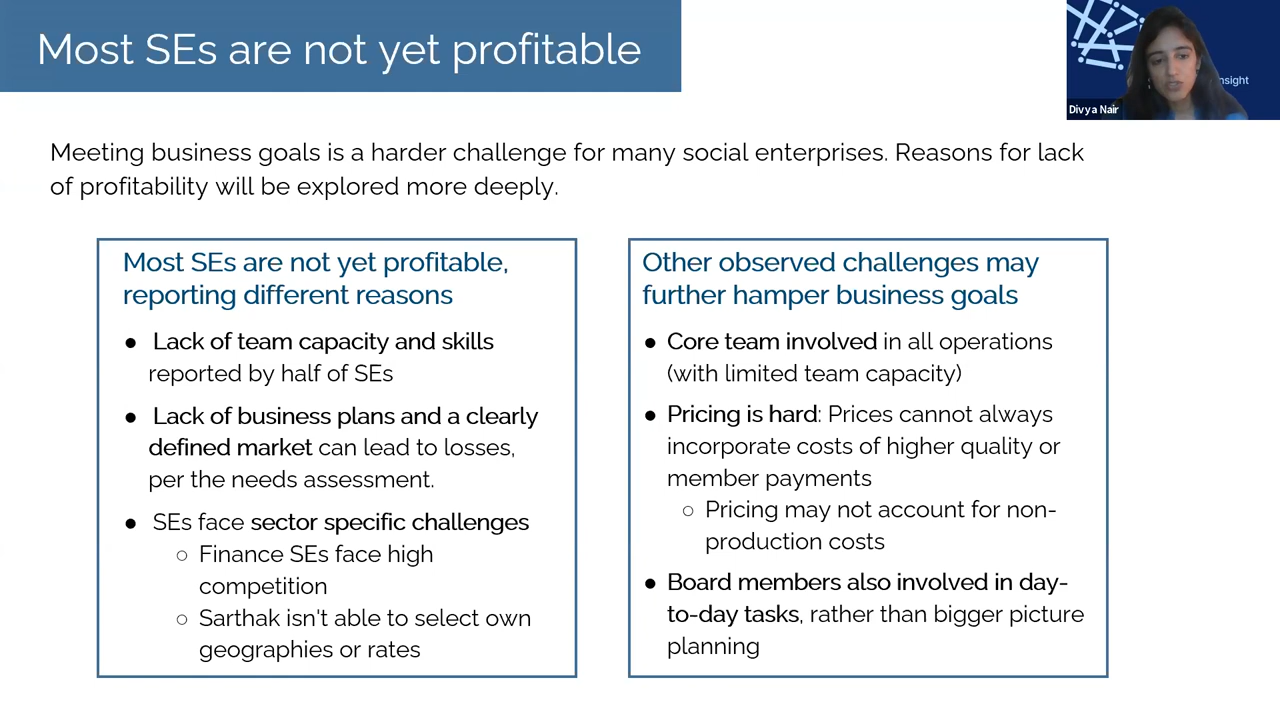 Most SEs are not yet profitable
nsight
Divya Nair
Meeting business goals is a harder challenge for many social enterprises. Reasons for lack
of profitability will be explored more deeply.
Most SEs are not yet profitable,
reporting different reasons
● Lack of team capacity and skills
reported by half of SEs
● Lack of business plans and a clearly
defined market can lead to losses,
per the needs assessment.
● SEs face sector specific challenges
○ Finance SEs face high
competition
○ Sarthak isn't able to select own
geographies or rates
Other observed challenges may
further hamper business goals
● Core team involved in all operations
(with limited team capacity)
● Pricing is hard: Prices cannot always
incorporate costs of higher quality or
member payments
○ Pricing may not account for non-
production costs
● Board members also involved in day-
to-day tasks, rather than bigger picture
planning